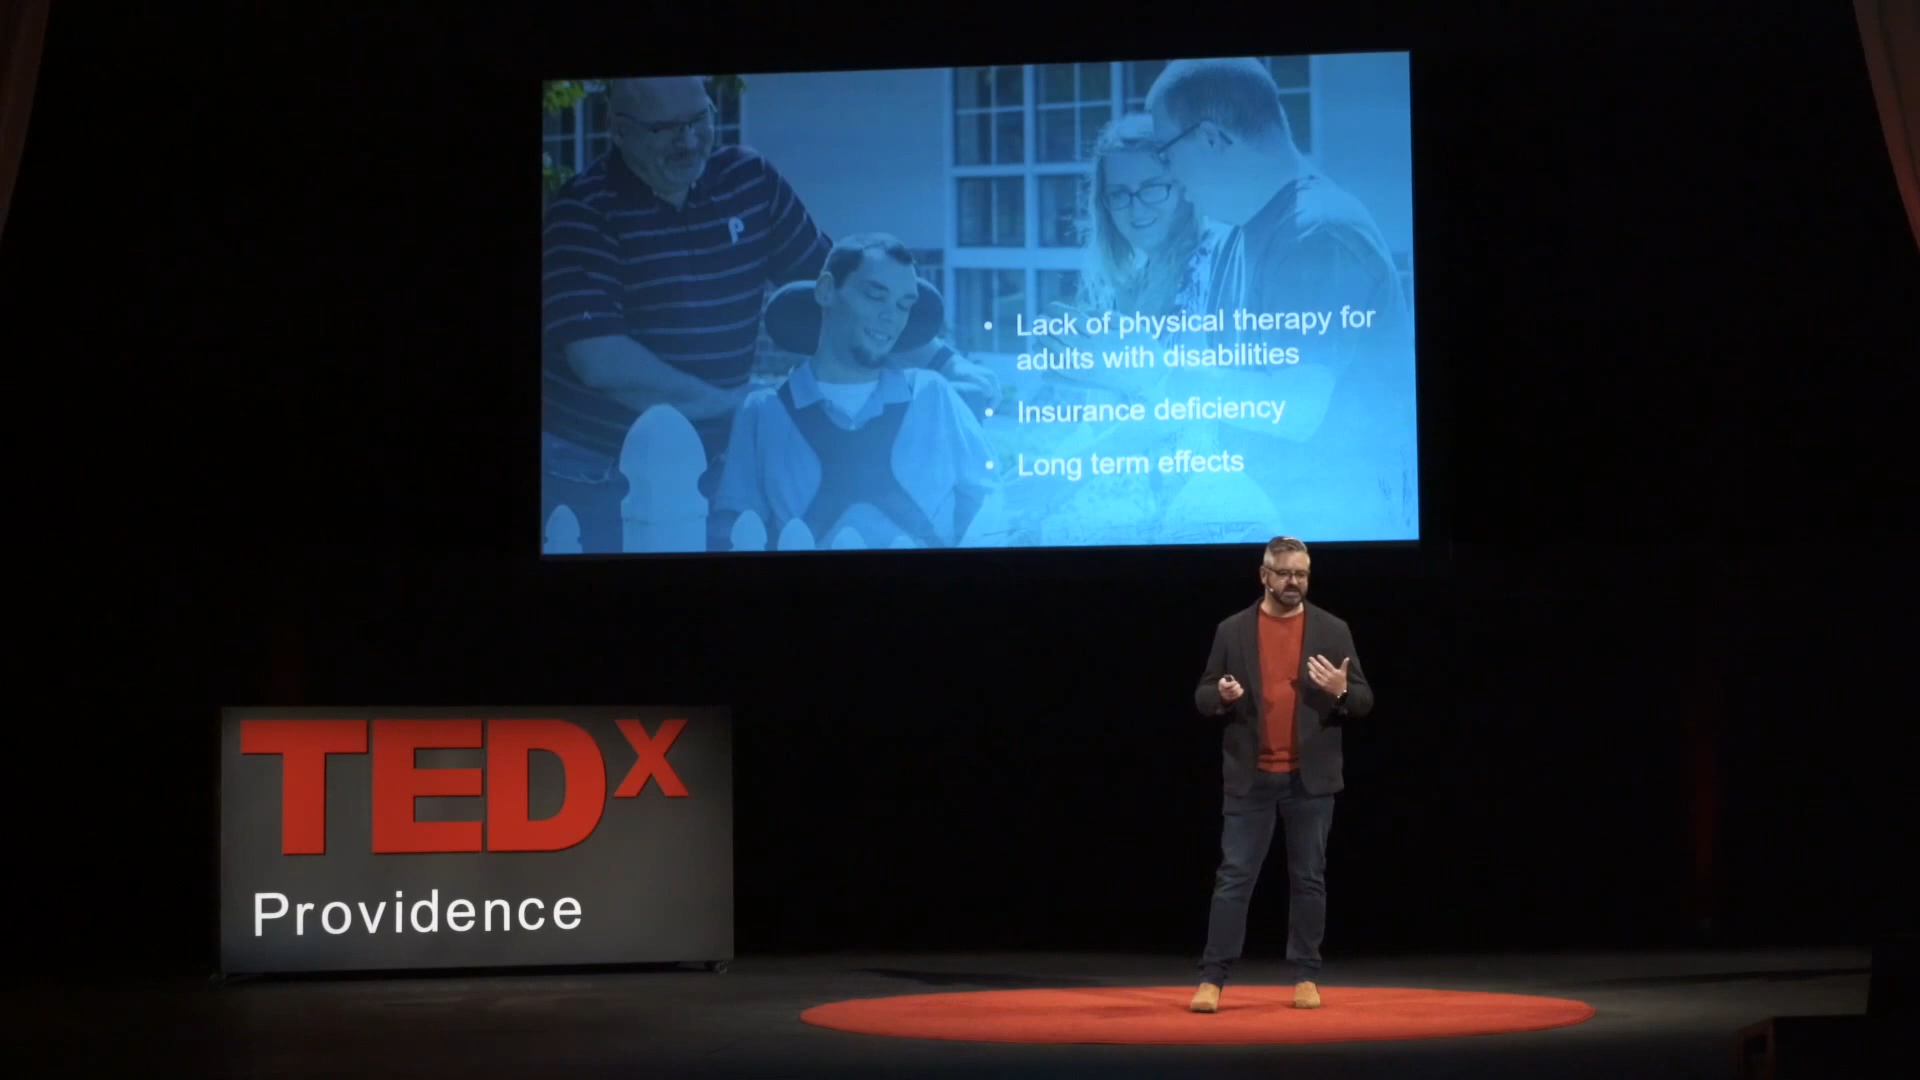 P
• Lack of physical therapy for
adults with disabilities
• Insurance deficiency
• Long term effects
TEDx
Providence